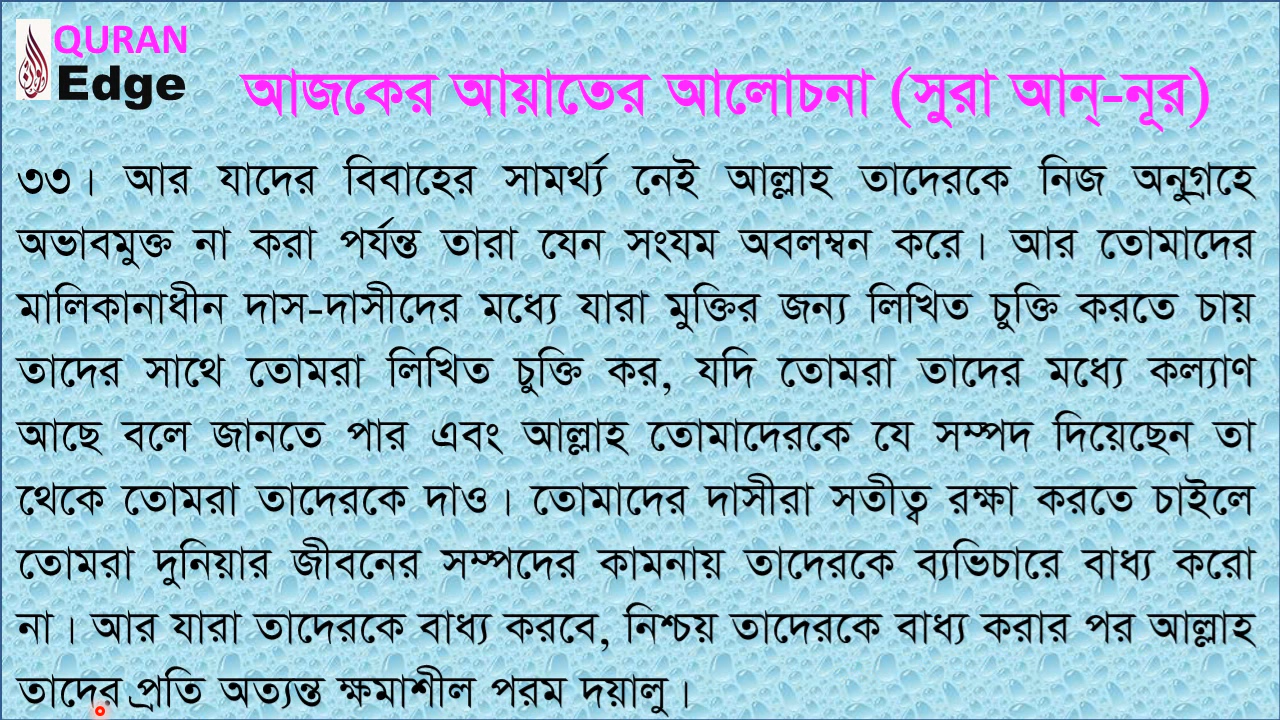 QURAN
Edge
আজকের আয়াতের আলোচনা (সুরা আন্-নূর)
৩৩। আর যাদের বিবাহের সামর্থ্য নেই আল্লাহ তাদেরকে নিজ অনুগ্রহে
অভাবমুক্ত না করা পর্যন্ত তারা যেন সংযম অবলম্বন করে। আর তোমাদের
মালিকানাধীন দাস-দাসীদের মধ্যে যারা মুক্তির জন্য লিখিত চুক্তি করতে চায়
তাদের সাথে তোমরা লিখিত চুক্তি কর, যদি তোমরা তাদের মধ্যে কল্যাণ
আছে বলে জানতে পার এবং আল্লাহ তোমাদেরকে যে সম্পদ দিয়েছেন তা
থেকে তোমরা তাদেরকে দাও। তোমাদের দাসীরা সতীত্ব রক্ষা করতে চাইলে
তোমরা দুনিয়ার জীবনের সম্পদের কামনায় তাদেরকে ব্যভিচারে বাধ্য করো
না। আর যারা তাদেরকে বাধ্য করবে, নিশ্চয় তাদেরকে বাধ্য করার পর আল্লাহ
তাদের প্রতি অত্যন্ত ক্ষমাশীল পরম দয়ালু।